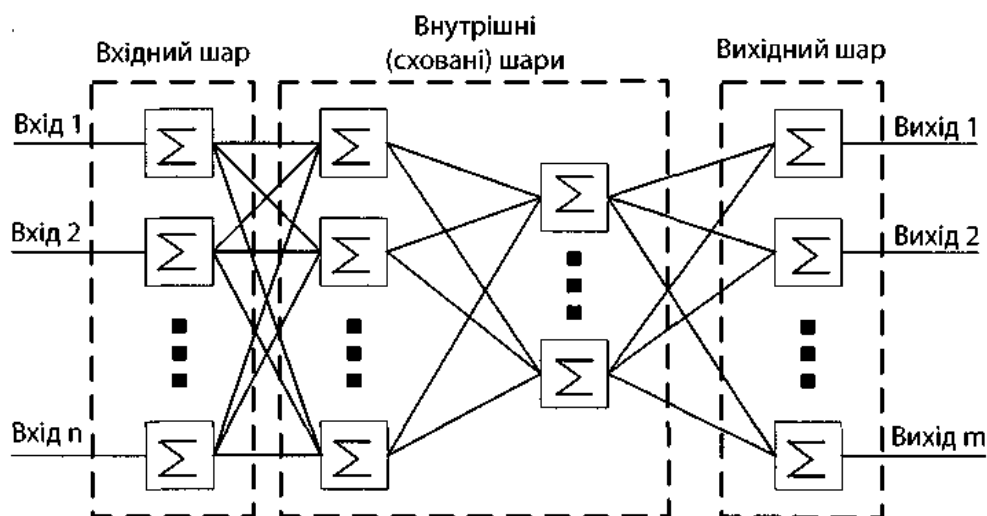 Внутрішні
(сховані) шари
Вхідний шар
Вихідний шар
Вхід 1
Σ
Σ
Σ
Вихід 1
Σ
Вхід 2
Σ
Σ
Σ
Вихід 2
Σ
Вхід n
Σ
Σ
Σ
Вихід m